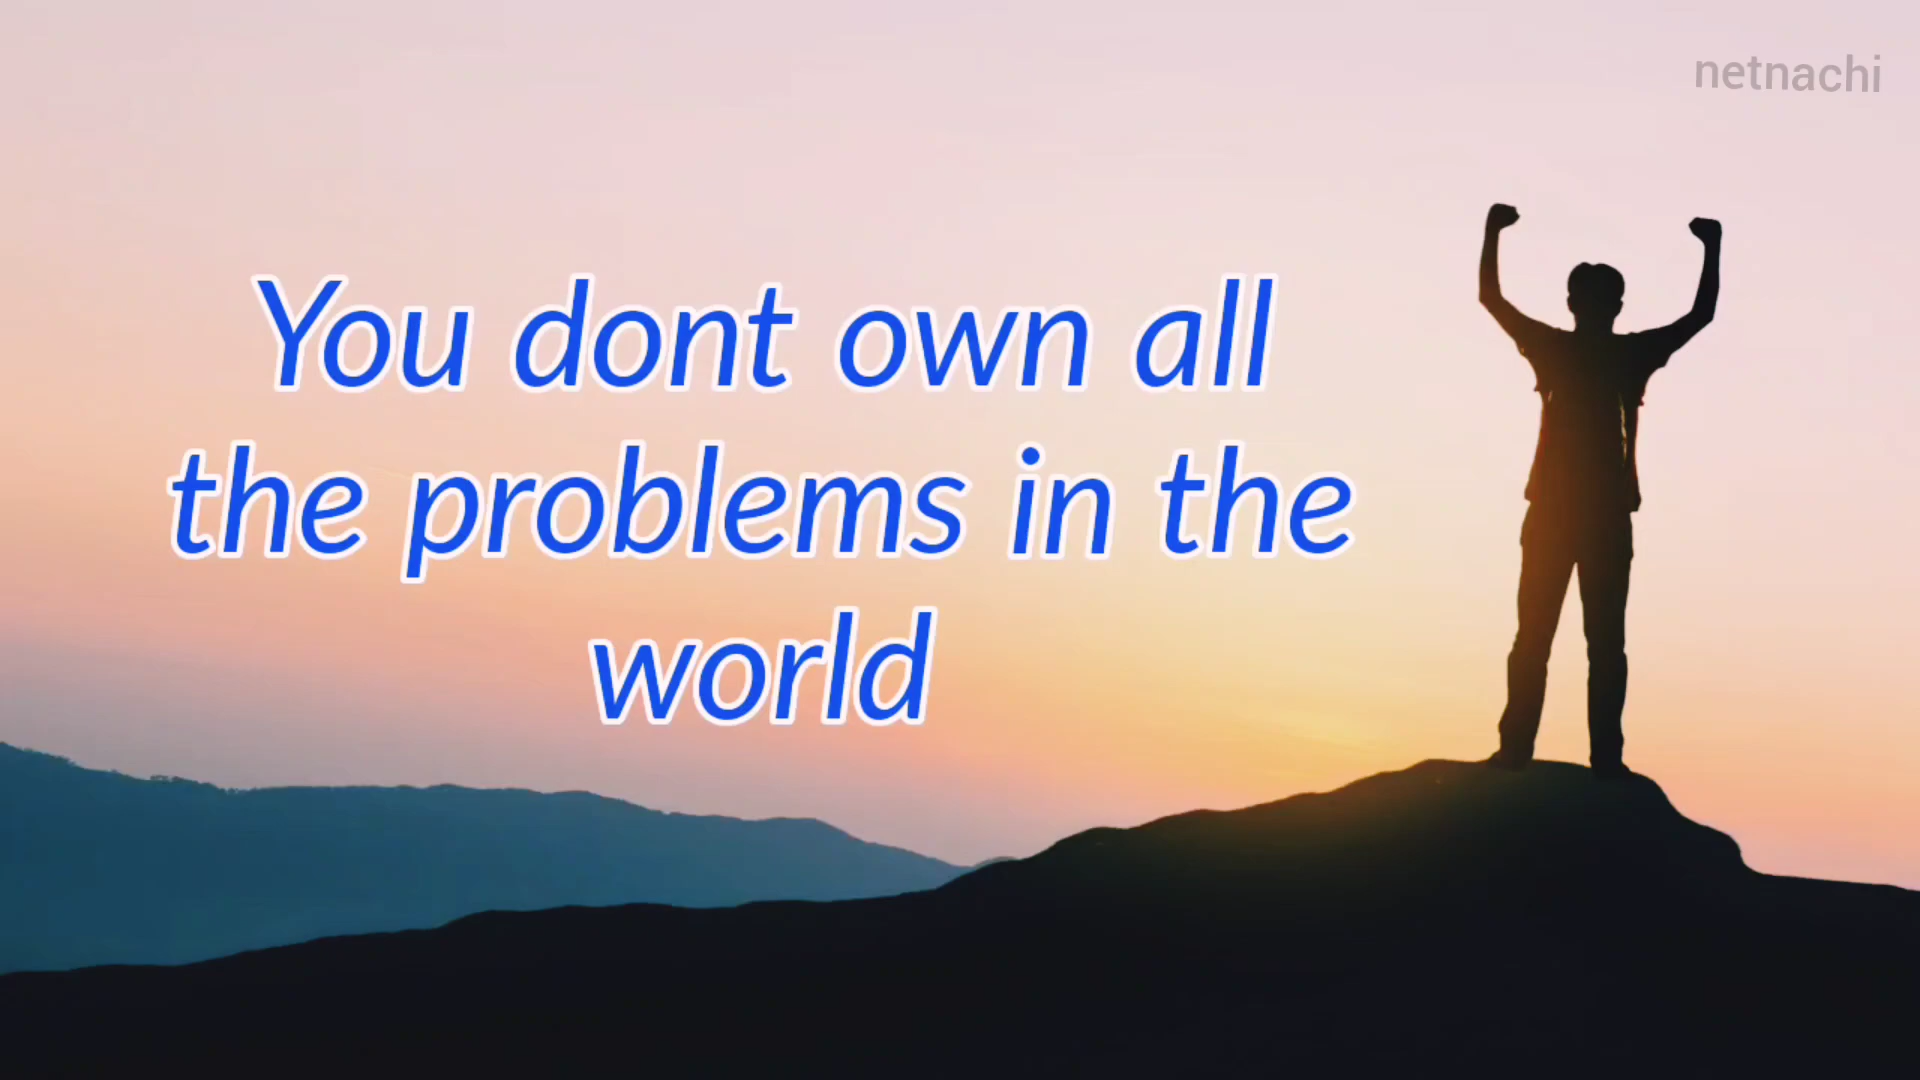 netnachi
You dont own all
the problems in the
world